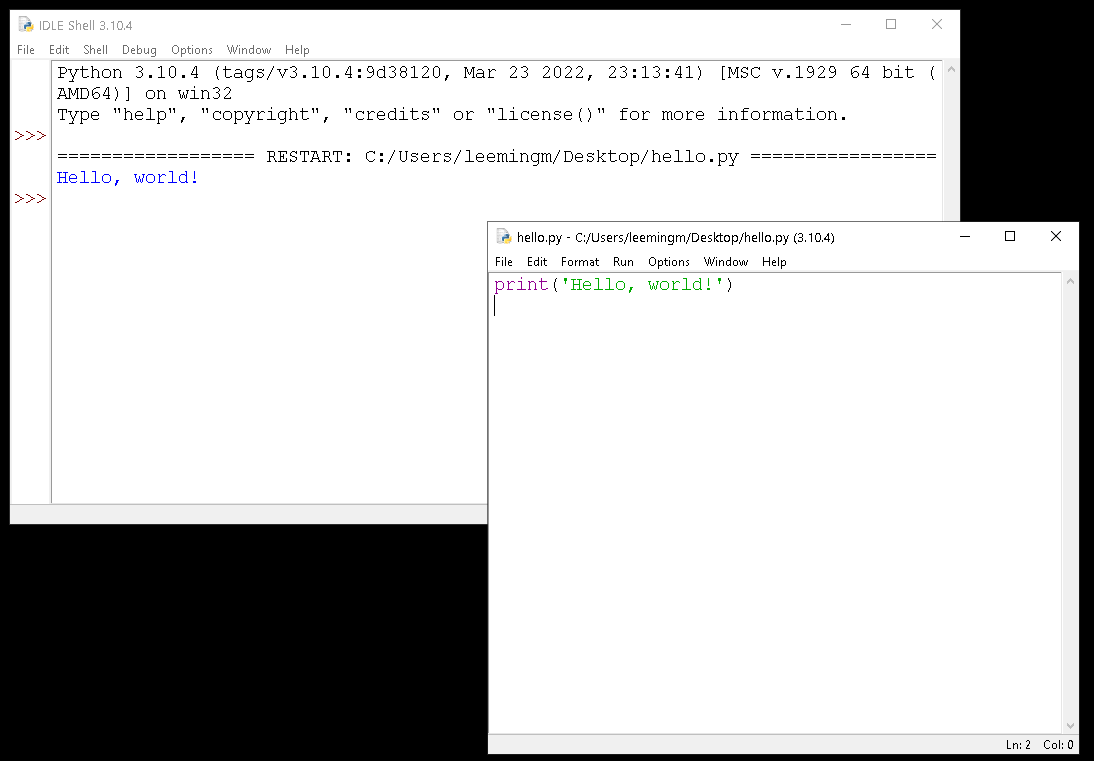 IDLE Shell 3.10.4
File Edit Shell Debug Options Window Help
Python 3.10.4 (tags/v3.10.4:9d38120, Mar 23 2022, 23:13:41) [MSC v.1929 64 bit (
AMD64)] on win32
Type "help", "copyright", "credits" or "license()" for more information.
>>>
================== RESTART: C:/Users/leemingm/Desktop/hello.py =================
Hello, world!
>>>
hello.py - C:/Users/leemingm/Desktop/hello.py (3.10.4)
File Edit Format Run Options Window Help
print('Hello, world!')
Ln: 2 Col: 0